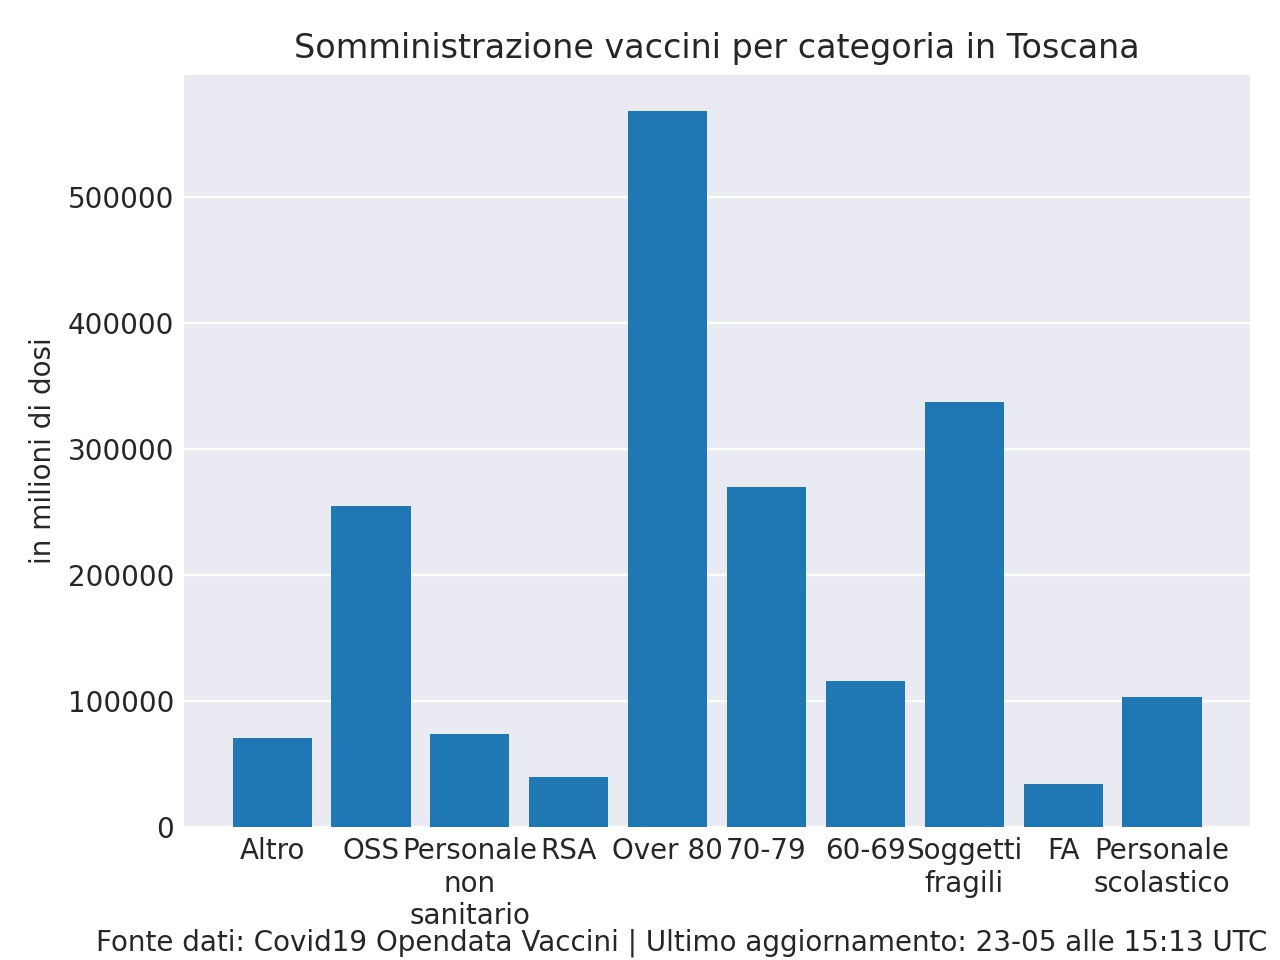 Somministrazione vaccini per categoria in Toscana
in milioni di dosi
500000
400000
300000
200000
100000
0
Altro
OSS
Personale
non
sanitario
RSA
Over 80
70-79
60-69
Soggetti
fragili
FA
Personale
scolastico
Fonte dati: Covid19 Opendata Vaccini | Ultimo aggiornamento: 23-05 alle 15:13 UTC